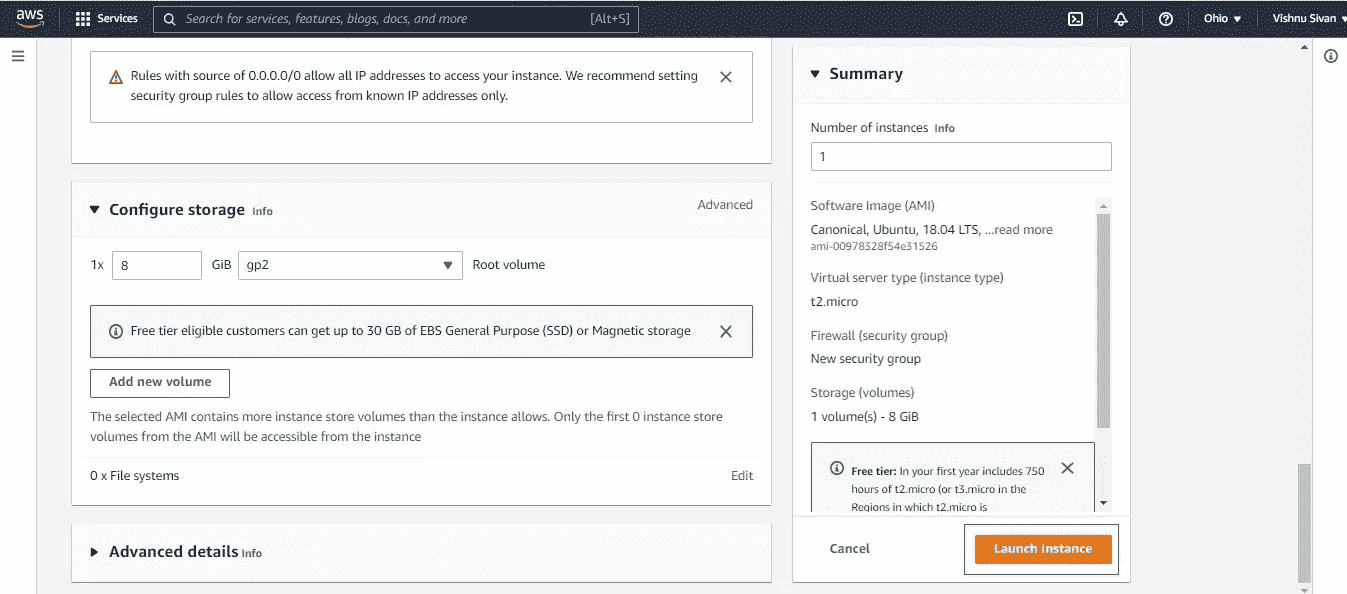 aws
Services
Search for services, features, blogs, docs, and more
[Alt+S]
Ohio
Vishnu Sivan
Rules with source of 0.0.0.0/0 allow all IP addresses to access your instance. We recommend setting
security group rules to allow access from known IP addresses only.
Configure storage Info
Advanced
1x 8 GiB gp2 Root volume
Free tier eligible customers can get up to 30 GB of EBS General Purpose (SSD) or Magnetic storage
Add new volume
The selected AMI contains more instance store volumes than the instance allows. Only the first 0 instance store
volumes from the AMI will be accessible from the instance
0 x File systems
Edit
Advanced details Info
Summary
Number of instances Info
1
Software Image (AMI)
Canonical, Ubuntu, 18.04 LTS, ...read more
ami-00978328f54e31526
Virtual server type (instance type)
t2.micro
Firewall (security group)
New security group
Storage (volumes)
1 volume(s) - 8 GiB
Free tier: In your first year includes 750
hours of t2.micro (or t3.micro in the
Regions in which t2.micro is
Cancel
Launch instance